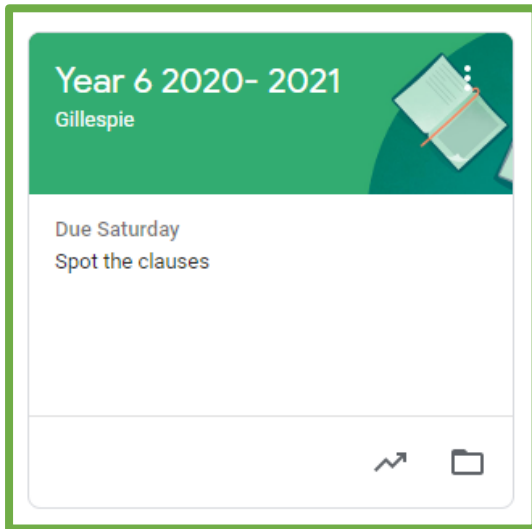 Year 6 2020- 2021
Gillespie
Due Saturday
Spot the clauses